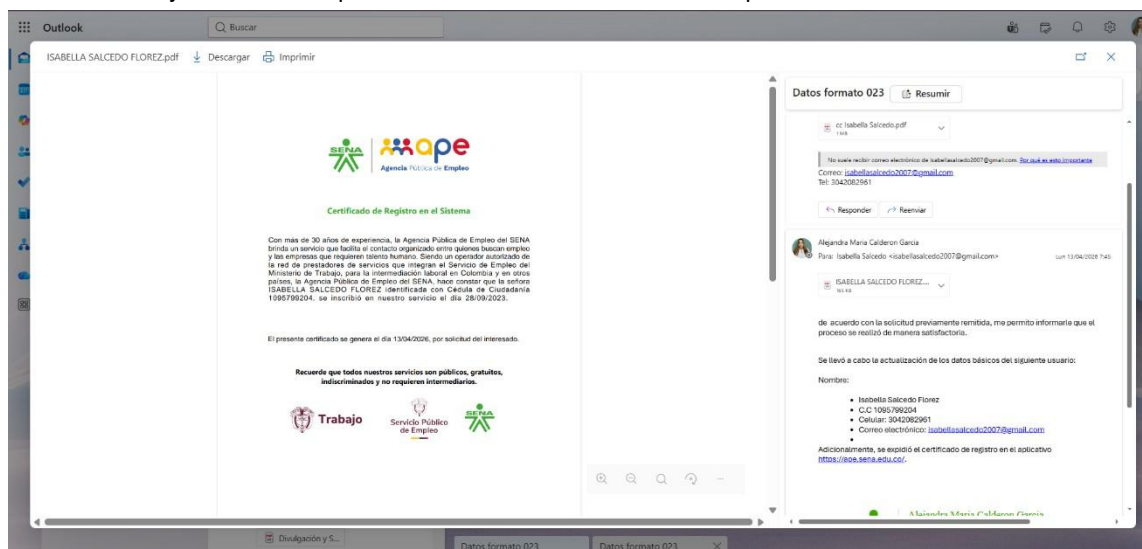 Outlook
Buscar
ISABELLA SALCEDO FLOREZ.pdf
Descargar
Imprimir
SENA
ape
Agencia Pública de Empleo
Certificado de Registro en el Sistema
Con más de 30 años de experiencia, la Agencia Pública de Empleo del SENA
brinda un servicio que facilita el contacto organizado entre quienes buscan empleo
y las empresas que requieren talento humano. Siendo un operador autorizado de
la red de prestadores de servicios que integran el Servicio de Empleo del
Ministerio de Trabajo, para la intermediación laboral en Colombia y en otros
países, la Agencia Pública de Empleo del SENA, hace constar que la señora
ISABELLA SALCEDO FLOREZ identificada con Cédula de Ciudadanía
1095799204, se inscribió en nuestro servicio el día 28/09/2023.
El presente certificado se genera el día 13/04/2026, por solicitud del interesado.
Recuerde que todos nuestros servicios son públicos, gratuitos,
indiscriminados y no requieren intermediarios.
Trabajo
Servicio Público
de Empleo
SENA
Datos formato 023
Resumir
cc Isabella Salcedo.pdf
1 MB
No suele recibir correo electrónico de isabellasalcedo2007@gmail.com. Por qué es esto importante
Correo: isabellasalcedo2007@gmail.com
Tel: 3042082961
Responder
Reenviar
Alejandra Maria Calderon Garcia
Para: Isabella Salcedo <isabellasalcedo2007@gmail.com>
lun 13/04/2026 7:45
ISABELLA SALCEDO FLOREZ....
de acuerdo con la solicitud previamente remitida, me permito informarle que el
proceso se realizó de manera satisfactoria.
Se llevó a cabo la actualización de los datos básicos del siguiente usuario:
Nombre:
Isabella Salcedo Florez
C.C 1095799204
Celular: 3042082961
Correo electrónico: isabellasalcedo2007@gmail.com
Adicionalmente, se expidió el certificado de registro en el aplicativo
https://ape.sena.edu.co/.
Alejandra Maria Calderon Garcia
Divulgación y S...
Datos formato 023
Datos formato 023